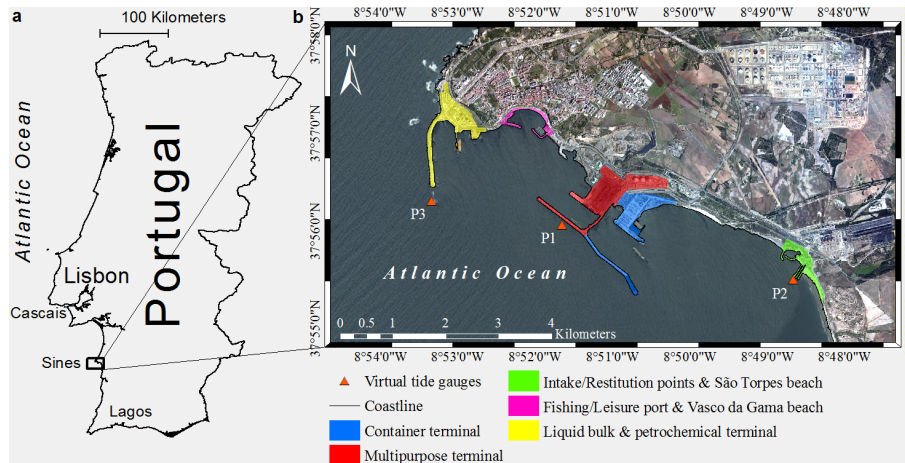 a
100 Kilometers
Atlantic Ocean
Portugal
Lisbon
Cascais
Sines
Lagos
b
8°54'0"W 8°53'0"W 8°52'0"W 8°51'0"W 8°50'0"W 8°49'0"W
37°58'0"N
37°57'0"N
37°56'0"N
37°55'0"N
N
P3
P1
P2
Atlantic Ocean
0 0.5 1 2 3 4
Kilometers
8°54'0"W 8°53'0"W 8°52'0"W 8°51'0"W 8°50'0"W 8°49'0"W 8°48'0"W
Virtual tide gauges
Coastline
Container terminal
Multipurpose terminal
Intake/Restitution points & São Torpes beach
Fishing/Leisure port & Vasco da Gama beach
Liquid bulk & petrochemical terminal